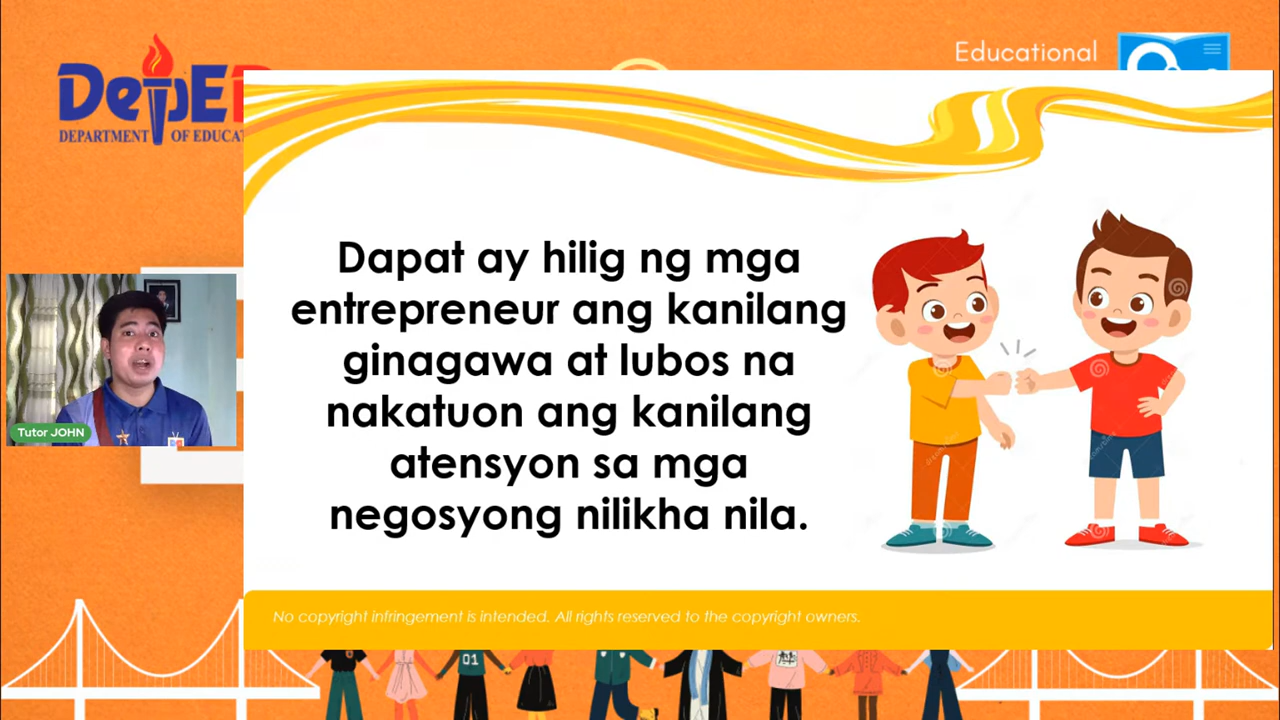 DepE
DEPARTMENT OF EDUCAT
Educational
Dapat ay hilig ng mga
entrepreneur ang kanilang
ginagawa at lubos na
nakatuon ang kanilang
atensyon sa mga
negosyong nilikha nila.
Tutor JOHN
No copyright infringement is intended. All rights reserved to the copyright owners.
01